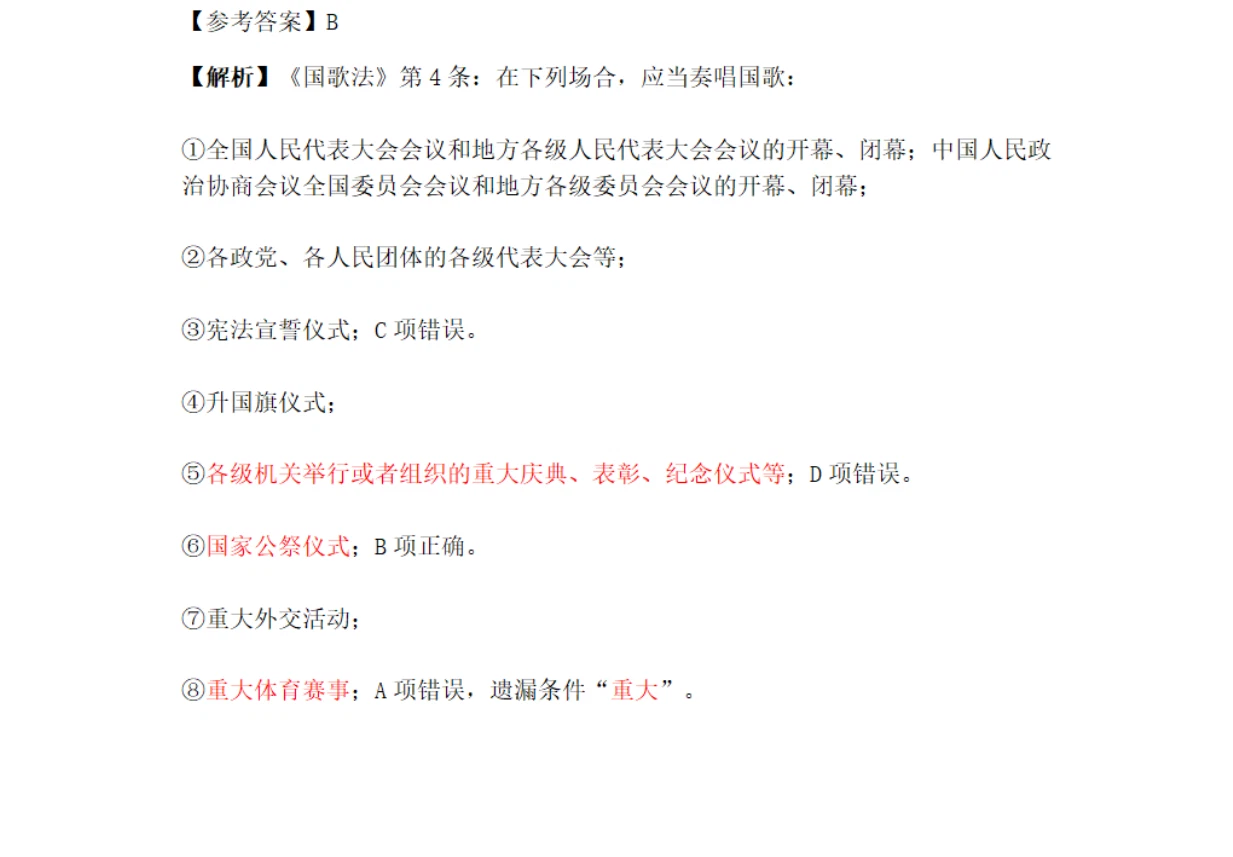 【参考答案】B
【解析】《国歌法》第 4 条：在下列场合，应当奏唱国歌：
①全国人民代表大会会议和地方各级人民代表大会会议的开幕、闭幕；中国人民政
治协商会议全国委员会会议和地方各级委员会会议的开幕、闭幕；
②各政党、各人民团体的各级代表大会等；
③宪法宣誓仪式；C 项错误。
④升国旗仪式；
⑤各级机关举行或者组织的重大庆典、表彰、纪念仪式等；D 项错误。
⑥国家公祭仪式；B 项正确。
⑦重大外交活动；
⑧重大体育赛事；A 项错误，遗漏条件“重大”。